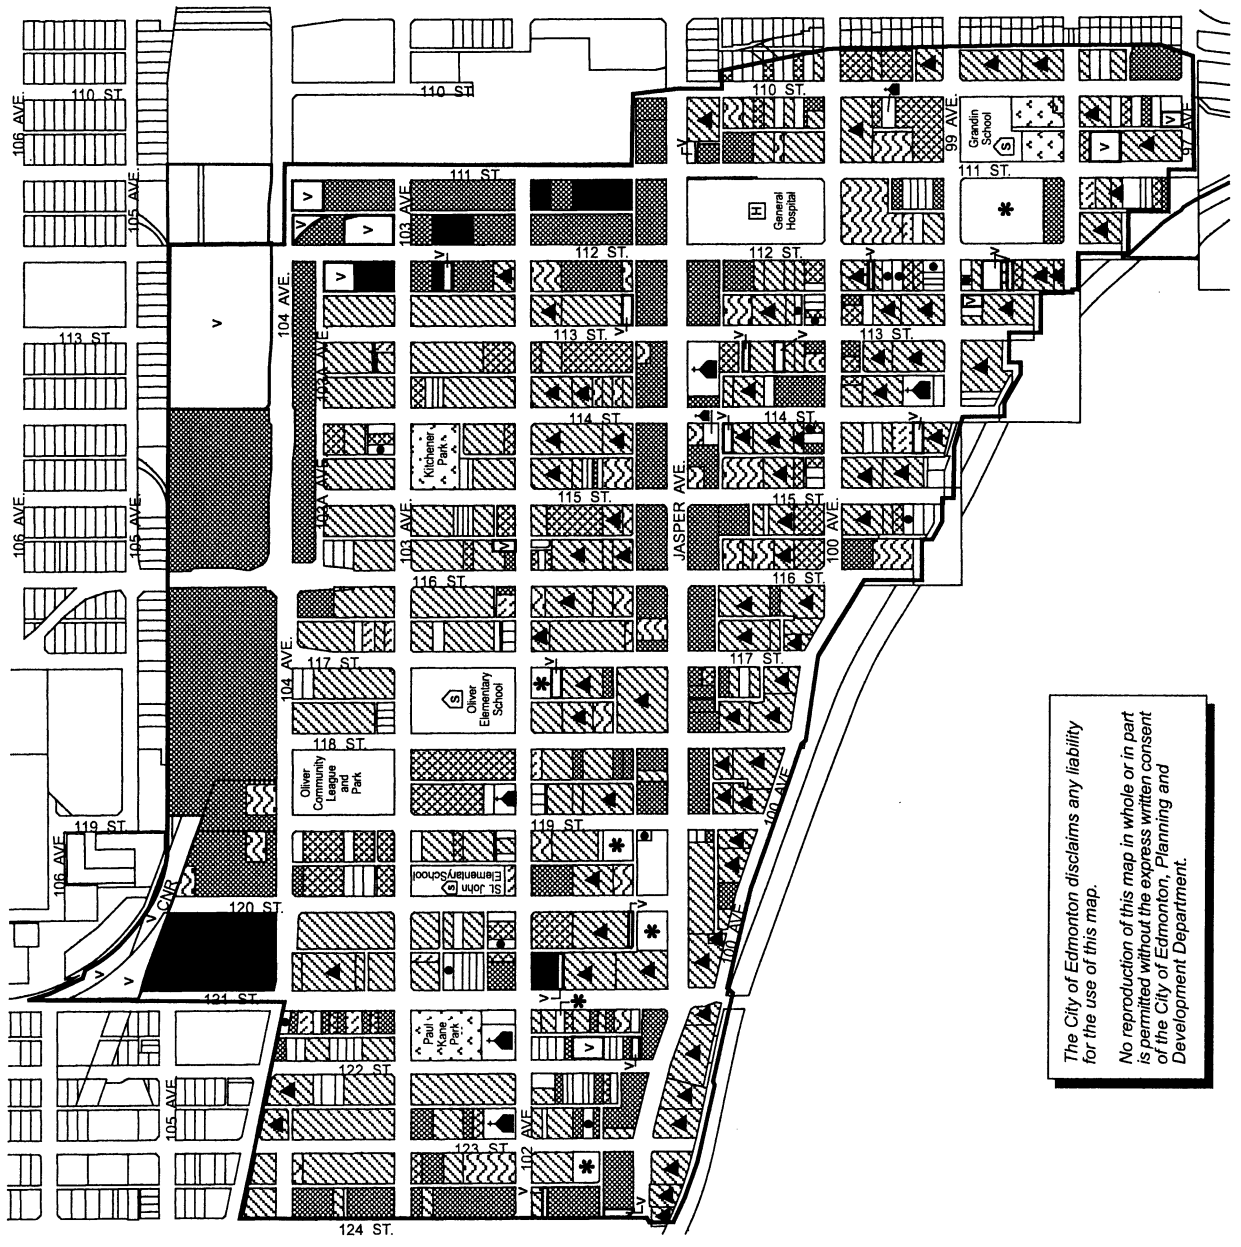 110 ST.
110 ST.
110 ST.
106 AVE.
99 AVE.
97 AVE
Grandin
School
S
V
V
V
111 ST.
111 ST.
105 AVE.
103 AVE
V
V
H
General
Hospital
112 ST.
112 ST.
V
V
V
V
104 AVE.
V
V
113 ST.
113 ST.
113 ST.
V
V
V
103A AVE
114 ST.
114 ST.
V
V
V
Kitchener
Park
103A AVE
115 ST.
115 ST.
106 AVE.
105 AVE.
103 AVE.
JASPER AVE.
100 AVE.
V
116 ST.
116 ST.
104 AVE.
117 ST.
117 ST.
V
S
Oliver
Elementary
School
118 ST.
Oliver
Community
League
and
Park
100 AVE
119 ST.
119 ST.
106 AVE.
St. John
ElementarySchool
S
CNR
V
120 ST.
V
100 AVE
V
V
121 ST.
V
Paul
Kane
Park
V
V
122 ST
105 AVE
123 ST
102 AVE
V
V
124 ST.
The City of Edmonton disclaims any liability
for the use of this map.
No reproduction of this map in whole or in part
is permitted without the express written consent
of the City of Edmonton, Planning and
Development Department.